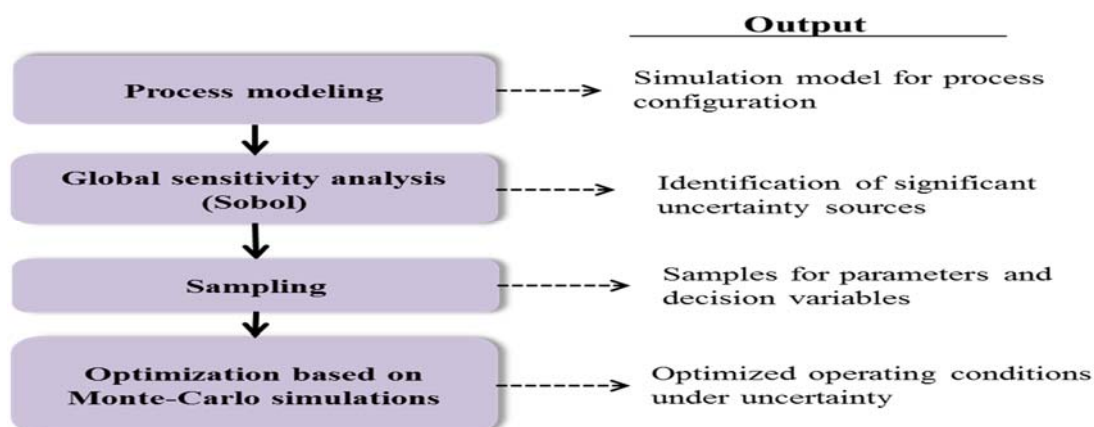 Output
Process modeling
Simulation model for process
configuration
Global sensitivity analysis
(Sobol)
Identification of significant
uncertainty sources
Sampling
Samples for parameters and
decision variables
Optimization based on
Monte-Carlo simulations
Optimized operating conditions
under uncertainty